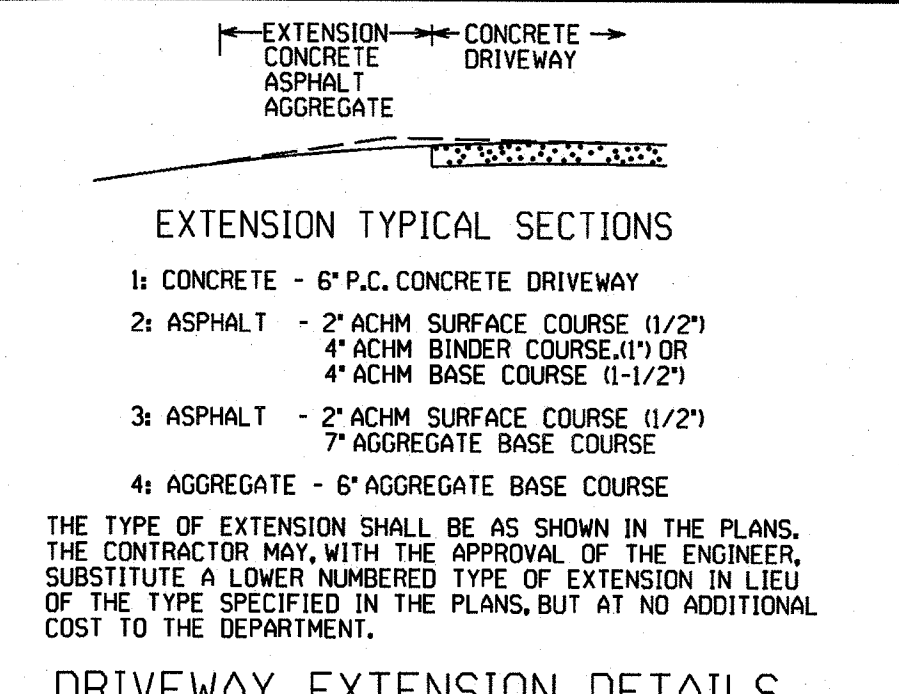 EXTENSION
CONCRETE
ASPHALT
AGGREGATE
CONCRETE
DRIVEWAY
EXTENSION TYPICAL SECTIONS
1: CONCRETE - 6" P.C. CONCRETE DRIVEWAY
2: ASPHALT - 2" ACHM SURFACE COURSE (1/2")
4" ACHM BINDER COURSE.(1") OR
4" ACHM BASE COURSE (1-1/2")
3: ASPHALT - 2" ACHM SURFACE COURSE (1/2")
7" AGGREGATE BASE COURSE
4: AGGREGATE - 6" AGGREGATE BASE COURSE
THE TYPE OF EXTENSION SHALL BE AS SHOWN IN THE PLANS.
THE CONTRACTOR MAY, WITH THE APPROVAL OF THE ENGINEER,
SUBSTITUTE A LOWER NUMBERED TYPE OF EXTENSION IN LIEU
OF THE TYPE SPECIFIED IN THE PLANS, BUT AT NO ADDITIONAL
COST TO THE DEPARTMENT.
DRIVEWAY EXTENSION DETAILS